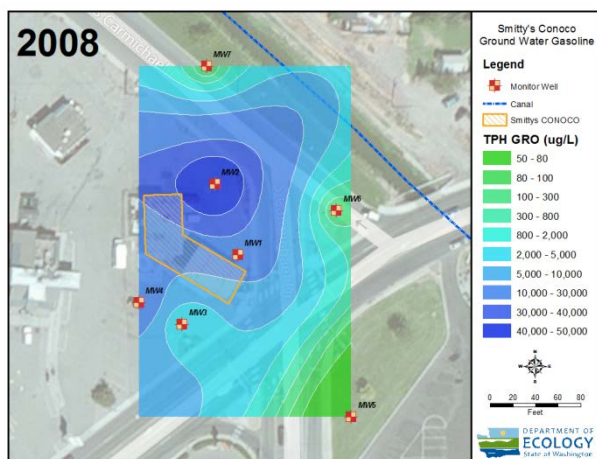 2008
Carmichael
MW7
MW2
MW6
MW1
MW4
MW3
MW5
Smitty's Conoco
Ground Water Gasoline
Legend
Monitor Well
Canal
Smittys CONOCO
TPH GRO (ug/L)
50 - 80
80 - 100
100 - 300
300 - 800
800 - 2,000
2,000 - 5,000
5,000 - 10,000
10,000 - 30,000
30,000 - 40,000
40,000 - 50,000
0 20 40 60 80
Feet
DEPARTMENT OF
ECOLOGY
State of Washington